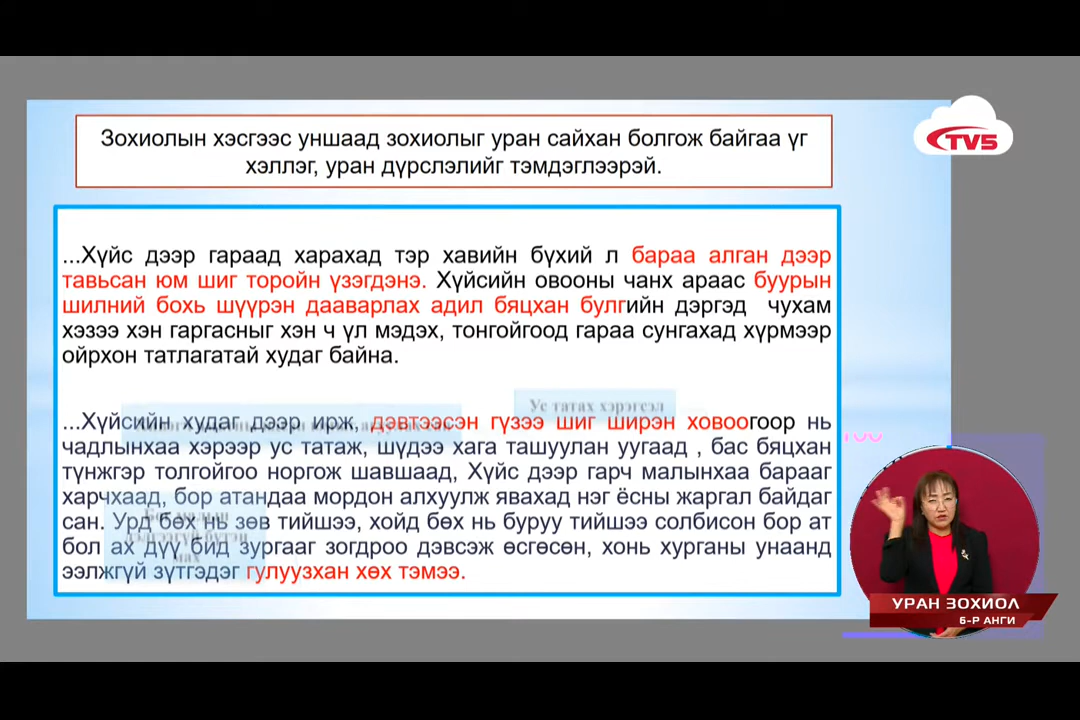 Зохиолын хэсгээс уншаад зохиолыг уран сайхан болгож байгаа үг
хэллэг, уран дүрслэлийг тэмдэглээрэй.
TV5
...Хүйс дээр гараад харахад тэр хавийн бүхий л бараа алган дээр
тавьсан юм шиг торойн үзэгдэнэ. Хүйсийн овооны чанх араас буурын
шилний бохь шүүрэн дааварлах адил бяцхан булгийн дэргэд чухам
хэзээ хэн гаргасныг хэн ч үл мэдэх, тонгойгоод гараа сунгахад хүрмээр
ойрхон татлагатай худаг байна.
Ус татах хэрэгсэл
...Хүйсийн худаг дээр ирж, дэвтээсэн гүзээ шиг ширэн ховоогоор нь
чадлынхаа хэрээр ус татаж, шүдээ хага ташуулан уугаад , бас бяцхан
түнжгэр толгойгоо норгож шавшаад, Хүйс дээр гарч малынхаа барааг
харчхаад, бор атандаа мордон алхуулж явахад нэг ёсны жаргал байдаг
сан. Урд бөх нь зөв тийшээ, хойд бөх нь буруу тийшээ солбисон бор ат
бол ах дүү бид зургааг зогдроо дэвсэж өсгөсөн, хонь хурганы унаанд
ээлжгүй зүтгэдэг гулуузхан хөх тэмээ.
УРАН ЗОХИОЛ
6-Р АНГИ